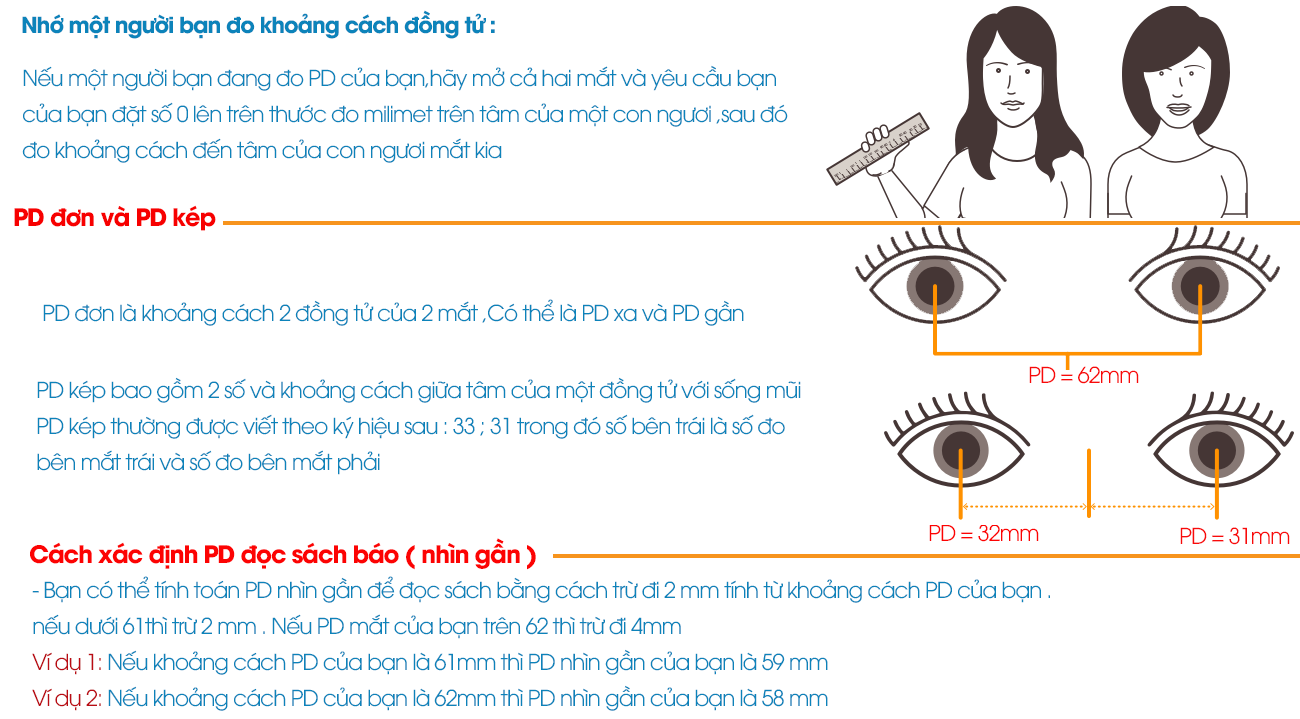 Nhớ một người bạn đo khoảng cách đồng tử :
Nếu một người bạn đang đo PD của bạn,hãy mở cả hai mắt và yêu cầu bạn
của bạn đặt số 0 lên trên thước đo milimet trên tâm của một con ngươi ,sau đó
đo khoảng cách đến tâm của con ngươi mắt kia
PD đơn và PD kép
PD đơn là khoảng cách 2 đồng tử của 2 mắt ,Có thể là PD xa và PD gần
PD = 62mm
PD kép bao gồm 2 số và khoảng cách giữa tâm của một đồng tử với sống mũi
PD kép thường được viết theo ký hiệu sau : 33 ; 31 trong đó số bên trái là số đo
bên mắt trái và số đo bên mắt phải
PD = 32mm
PD = 31mm
Cách xác định PD đọc sách báo ( nhìn gần )
- Bạn có thể tính toán PD nhìn gần để đọc sách bằng cách trừ đi 2 mm tính từ khoảng cách PD của bạn .
nếu dưới 61thì trừ 2 mm . Nếu PD mắt của bạn trên 62 thì trừ đi 4mm
Ví dụ 1: Nếu khoảng cách PD của bạn là 61mm thì PD nhìn gần của bạn là 59 mm
Ví dụ 2: Nếu khoảng cách PD của bạn là 62mm thì PD nhìn gần của bạn là 58 mm